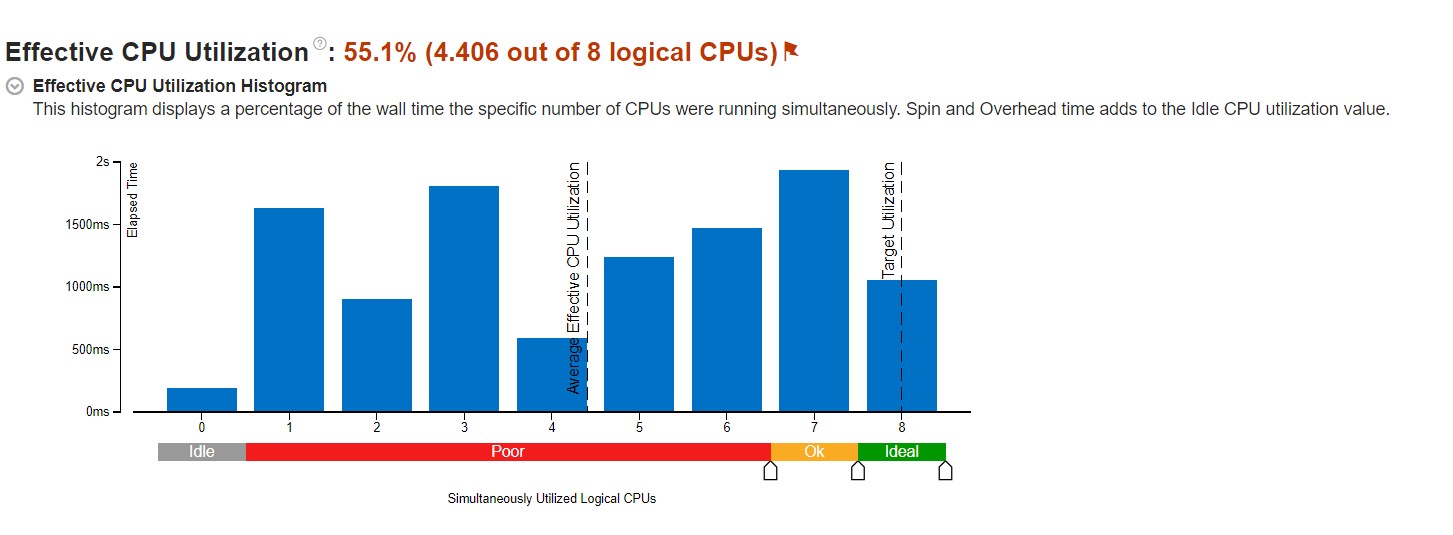 Effective CPU Utilization ? : 55.1% (4.406 out of 8 logical CPUs)
Effective CPU Utilization Histogram
This histogram displays a percentage of the wall time the specific number of CPUs were running simultaneously. Spin and Overhead time adds to the Idle CPU utilization value.
2s
1500ms
1000ms
500ms
0ms
Elapsed Time
Average Effective CPU Utilization
Target Utilization
0 1 2 3 4 5 6 7 8
Idle Poor Ok Ideal
Simultaneously Utilized Logical CPUs